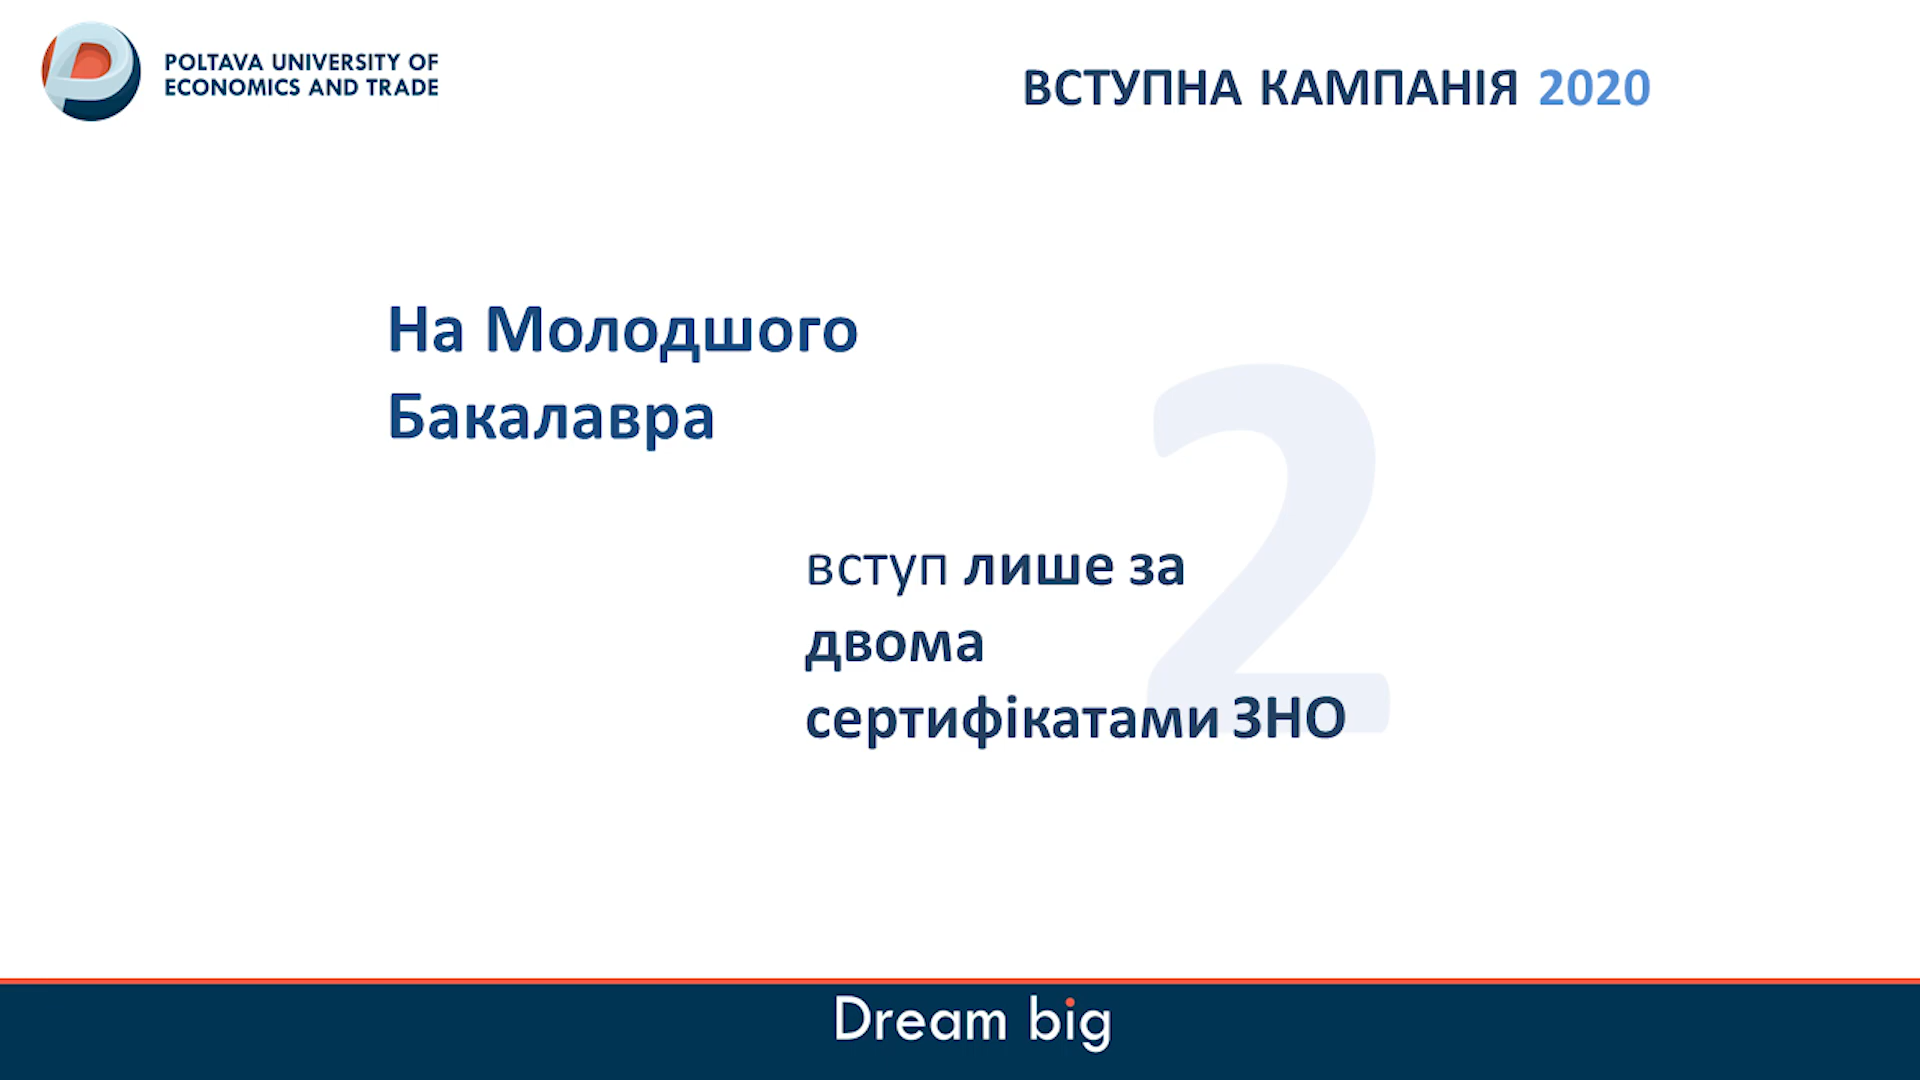 POLTAVA UNIVERSITY OF
ECONOMICS AND TRADE
ВСТУПНА КАМПАНІЯ 2020
На Молодшого
Бакалавра
2
вступ лише за
двома
сертифікатами ЗНО
Dream big